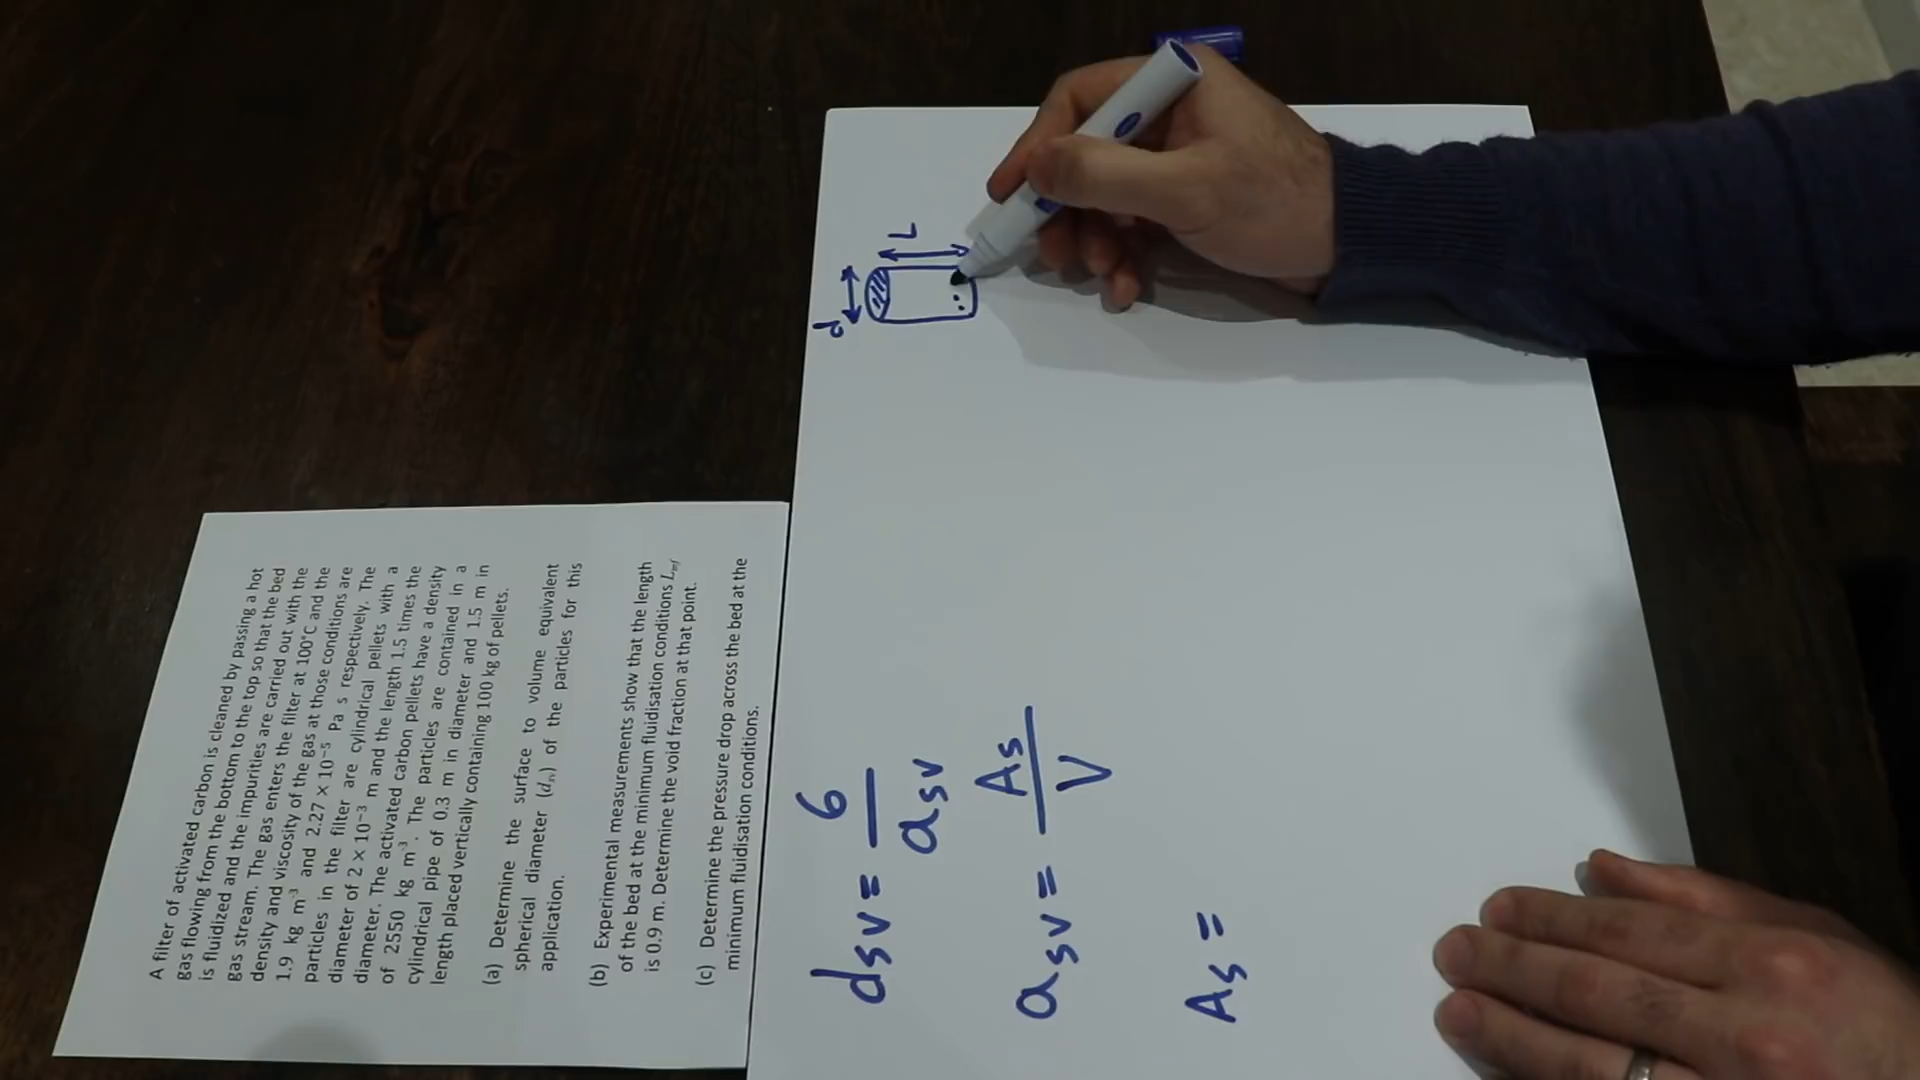 A filter of activated carbon is cleaned by passing a hot
gas flowing from the bottom to the top so that the bed
is fluidized and the impurities are carried out with the
gas stream. The gas enters the filter at 100°C and the
density and viscosity of the gas at those conditions are
1.9 kg m⁻³ and 2.27 × 10⁻⁵ Pa s respectively. The
particles in the filter are cylindrical pellets with a
diameter of 2 × 10⁻³ m and the length 1.5 times the
diameter. The activated carbon pellets have a density
of 2550 kg m⁻³. The particles are contained in a
cylindrical pipe of 0.3 m in diameter and 1.5 m in
length placed vertically containing 100 kg of pellets.
(a) Determine the surface to volume equivalent
spherical diameter (dsv) of the particles for this
application.
(b) Experimental measurements show that the length
of the bed at the minimum fluidisation conditions Lmf
is 0.9 m. Determine the void fraction at that point.
(c) Determine the pressure drop across the bed at the
minimum fluidisation conditions.
dsv = 6 / asv
asv = As / V
As =
d
L